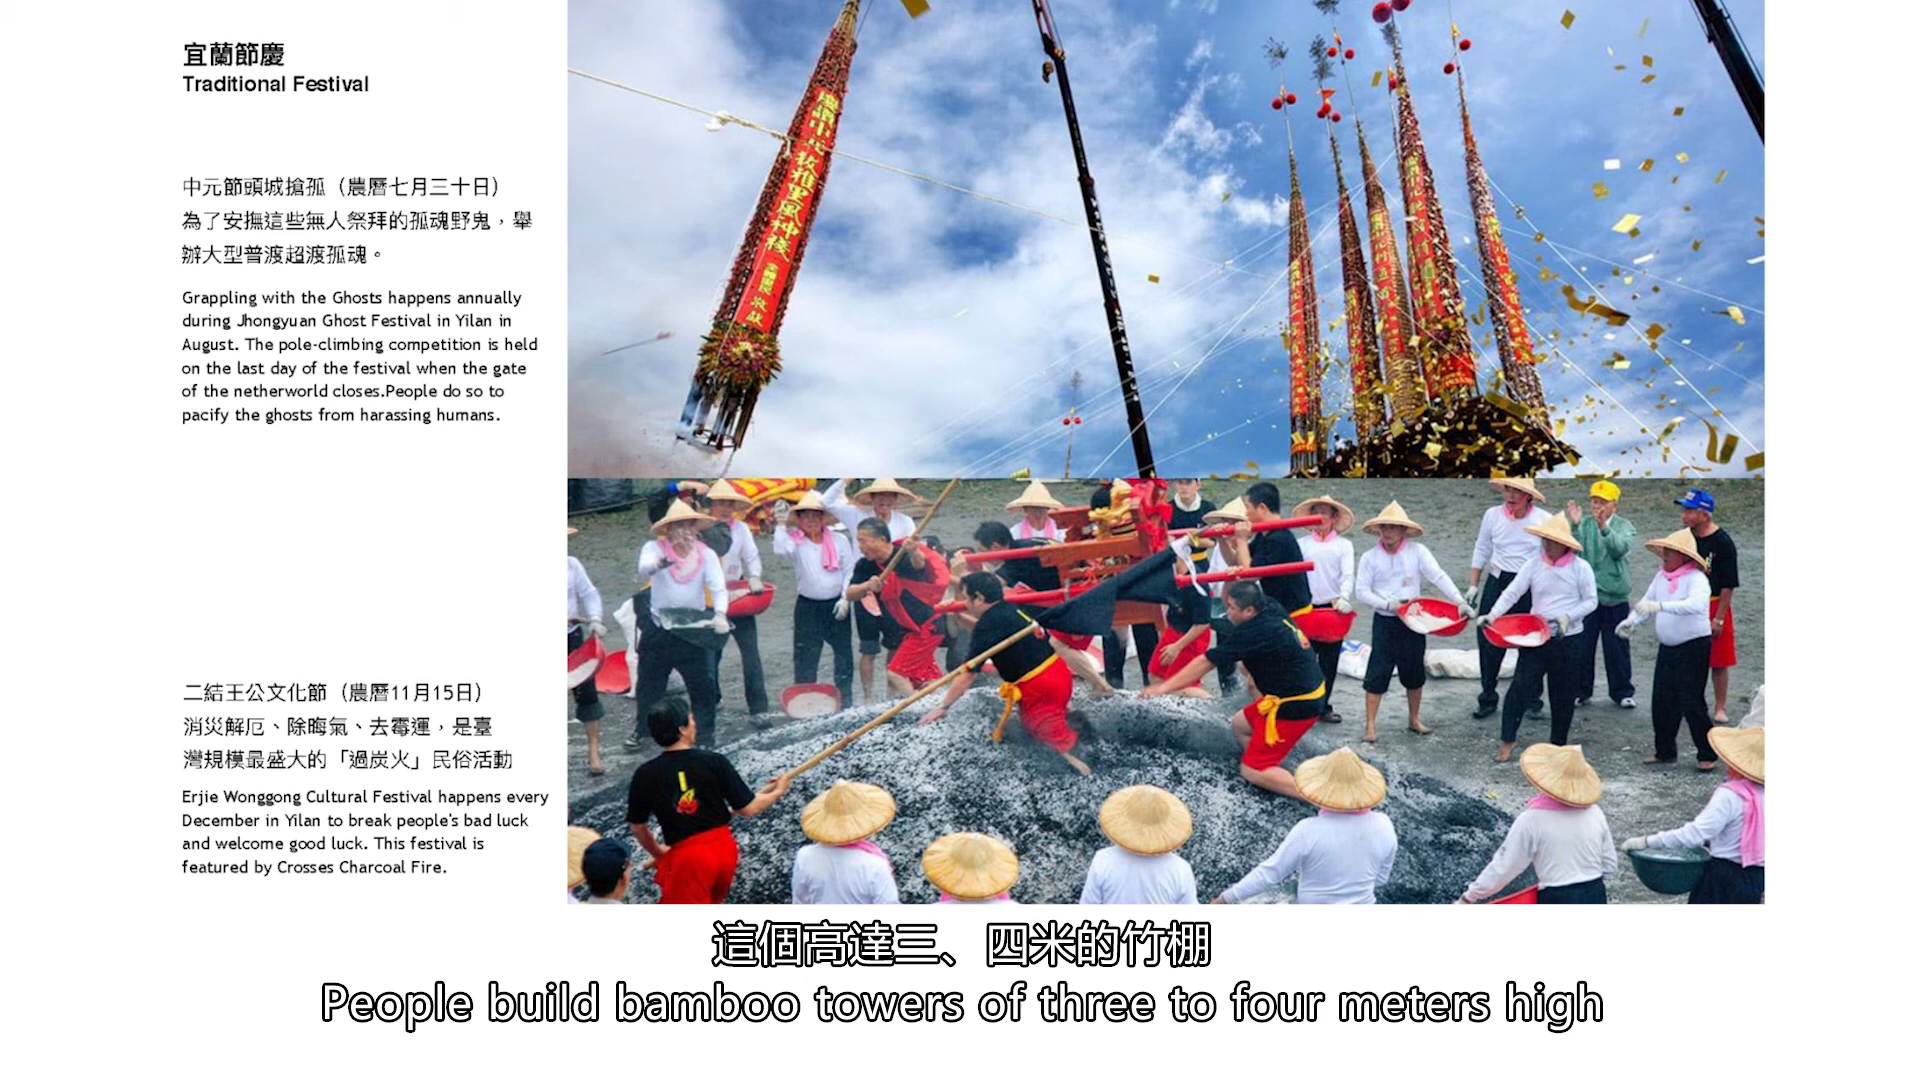 宜蘭節慶
Traditional Festival
中元節頭城搶孤（農曆七月三十日）
為了安撫這些無人祭拜的孤魂野鬼，舉
辦大型普渡超渡孤魂。
Grappling with the Ghosts happens annually
during Jhongyuan Ghost Festival in Yilan in
August. The pole-climbing competition is held
on the last day of the festival when the gate
of the netherworld closes.People do so to
pacify the ghosts from harassing humans.
二結王公文化節（農曆11月15日）
消災解厄、除晦氣、去霉運，是臺
灣規模最盛大的「過炭火」民俗活動
Erjie Wonggong Cultural Festival happens every
December in Yilan to break people's bad luck
and welcome good luck. This festival is
featured by Crosses Charcoal Fire.
這個高達三、四米的竹棚
People build bamboo towers of three to four meters high